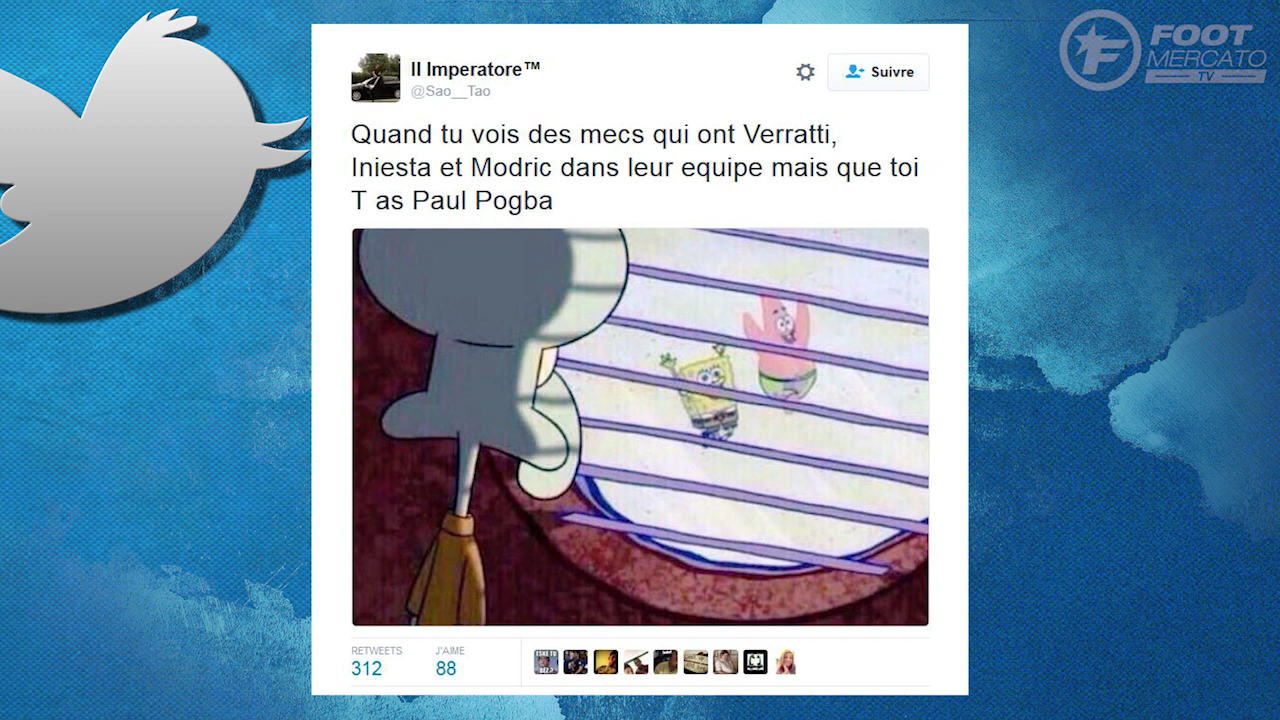 FOOT
MERCATO
TV
Il Imperatore™
@Sao__Tao
Suivre
Quand tu vois des mecs qui ont Verratti,
Iniesta et Modric dans leur equipe mais que toi
T as Paul Pogba
RETWEETS
312
J'AIME
88